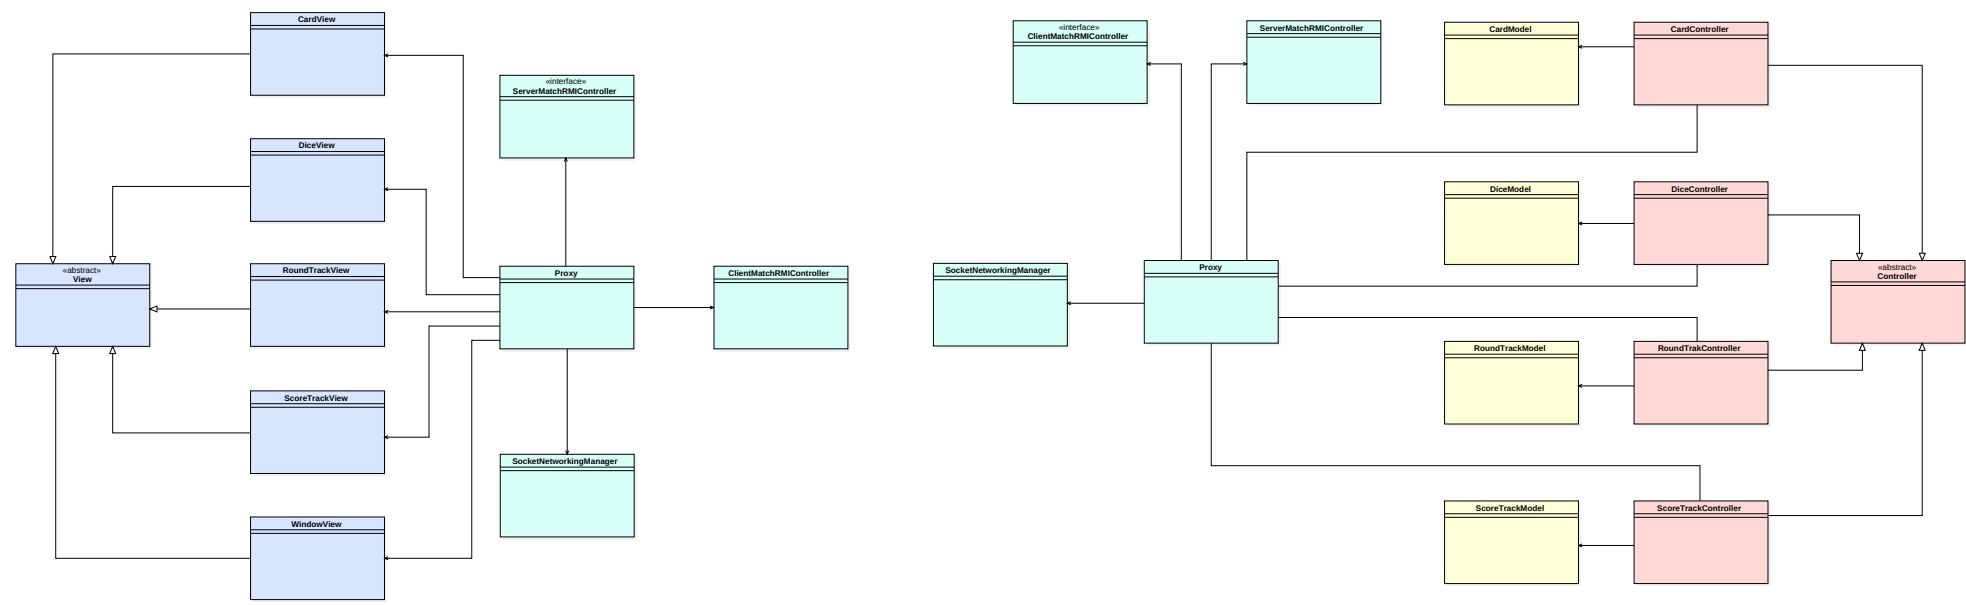 CardView
«interface»
ServerMatchRMIController
DiceView
«abstract»
View
RoundTrackView
Proxy
ClientMatchRMIController
ScoreTrackView
SocketNetworkingManager
WindowView
«interface»
ClientMatchRMIController
ServerMatchRMIController
CardModel
CardController
DiceModel
DiceController
SocketNetworkingManager
Proxy
«abstract»
Controller
RoundTrackModel
RoundTrakController
ScoreTrackModel
ScoreTrackController